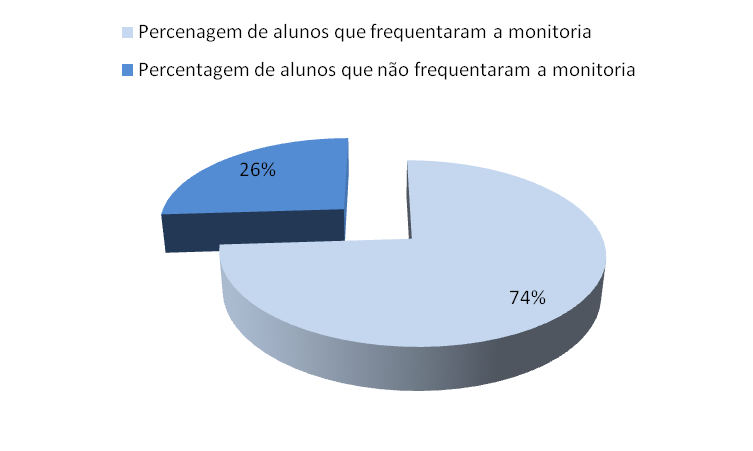 Percenagem de alunos que frequentaram a monitoria
Percentagem de alunos que não frequentaram a monitoria
26%
74%